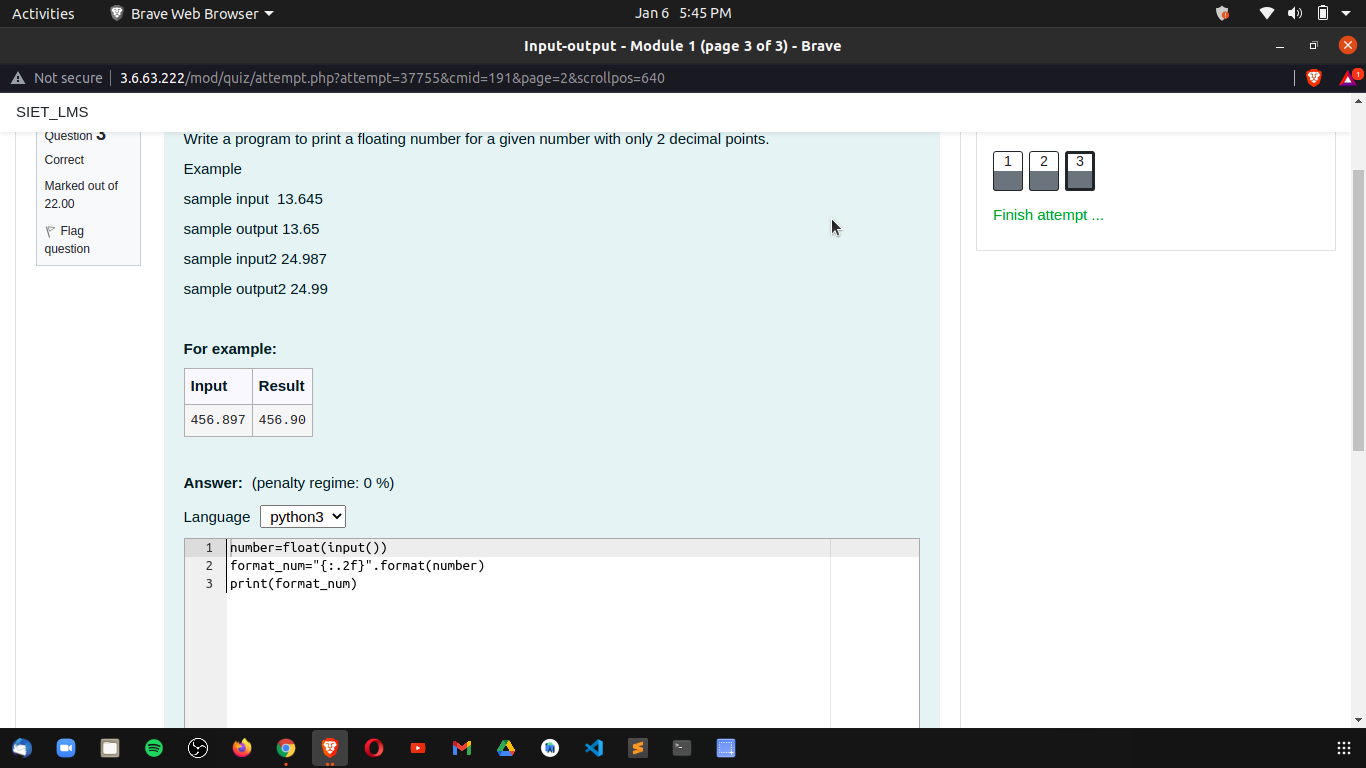 Activities
Brave Web Browser
Jan 6 5:45 PM
Input-output - Module 1 (page 3 of 3) - Brave
Not secure
3.6.63.222/mod/quiz/attempt.php?attempt=37755&cmid=191&page=2&scrollpos=640
1
SIET_LMS
Question 3
Correct
Marked out of
22.00
Flag
question
Write a program to print a floating number for a given number with only 2 decimal points.
Example
sample input  13.645
sample output 13.65
sample input2 24.987
sample output2 24.99
For example:
Input Result
456.897 456.90
Answer:  (penalty regime: 0 %)
Language python3
1 number=float(input())
2 format_num="{:.2f}".format(number)
3 print(format_num)
1 2 3
Finish attempt ...